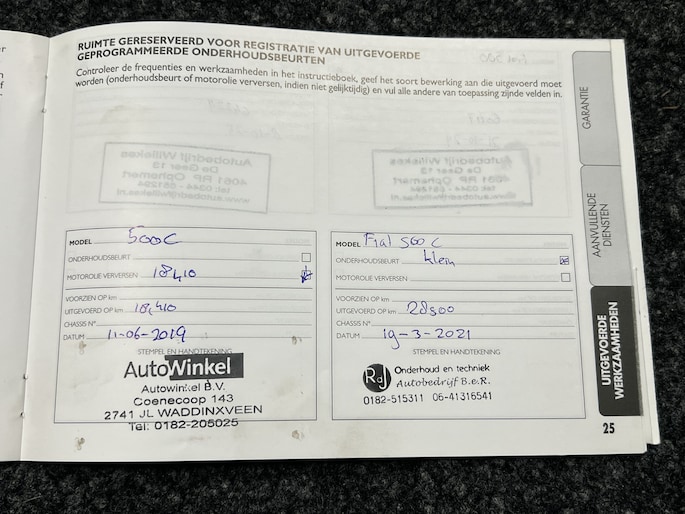 RUIMTE GERESERVEERD VOOR REGISTRATIE VAN UITGEVOERDE
GEPROGRAMMEERDE ONDERHOUDSBEURTEN
Controleer de frequenties en werkzaamheden in het instructieboek, geef het soort bewerking aan die uitgevoerd moet
worden (onderhoudsbeurt of motorolie verversen, indien niet gelijktijdig) en vul alle andere van toepassing zijnde velden in.
MODEL 500C
ONDERHOUDSBEURT
MOTOROLIE VERVERSEN 18410
VOORZIEN OP km
UITGEVOERD OP km 18,410
CHASSIS N°
DATUM 11-06-2019
STEMPEL EN HANDTEKENING
AutoWinkel
Autowinkel B.V.
Coenecoop 143
2741 JL WADDINXVEEN
Tel: 0182-205025
MODEL Fiat 500 C
ONDERHOUDSBEURT klein
MOTOROLIE VERVERSEN
VOORZIEN OP km
UITGEVOERD OP km 28500
CHASSIS N°
DATUM 19-3-2021
STEMPEL EN HANDTEKENING
Onderhoud en techniek
Autobedrijf B.e.R.
0182-515311 06-41316541
GARANTIE
AANVULLENDE
DIENSTEN
UITGEVOERDE
WERKZAAMHEDEN
25